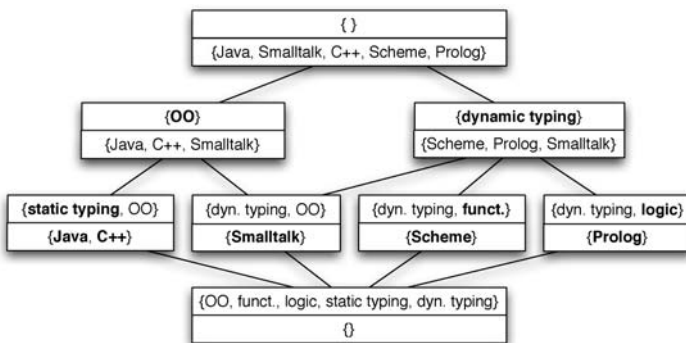 { }
{Java, Smalltalk, C++, Scheme, Prolog}
{OO}
{Java, C++, Smalltalk}
{dynamic typing}
{Scheme, Prolog, Smalltalk}
{static typing, OO}
{Java, C++}
{dyn. typing, OO}
{Smalltalk}
{dyn. typing, funct.}
{Scheme}
{dyn. typing, logic}
{Prolog}
{OO, funct., logic, static typing, dyn. typing}
{}